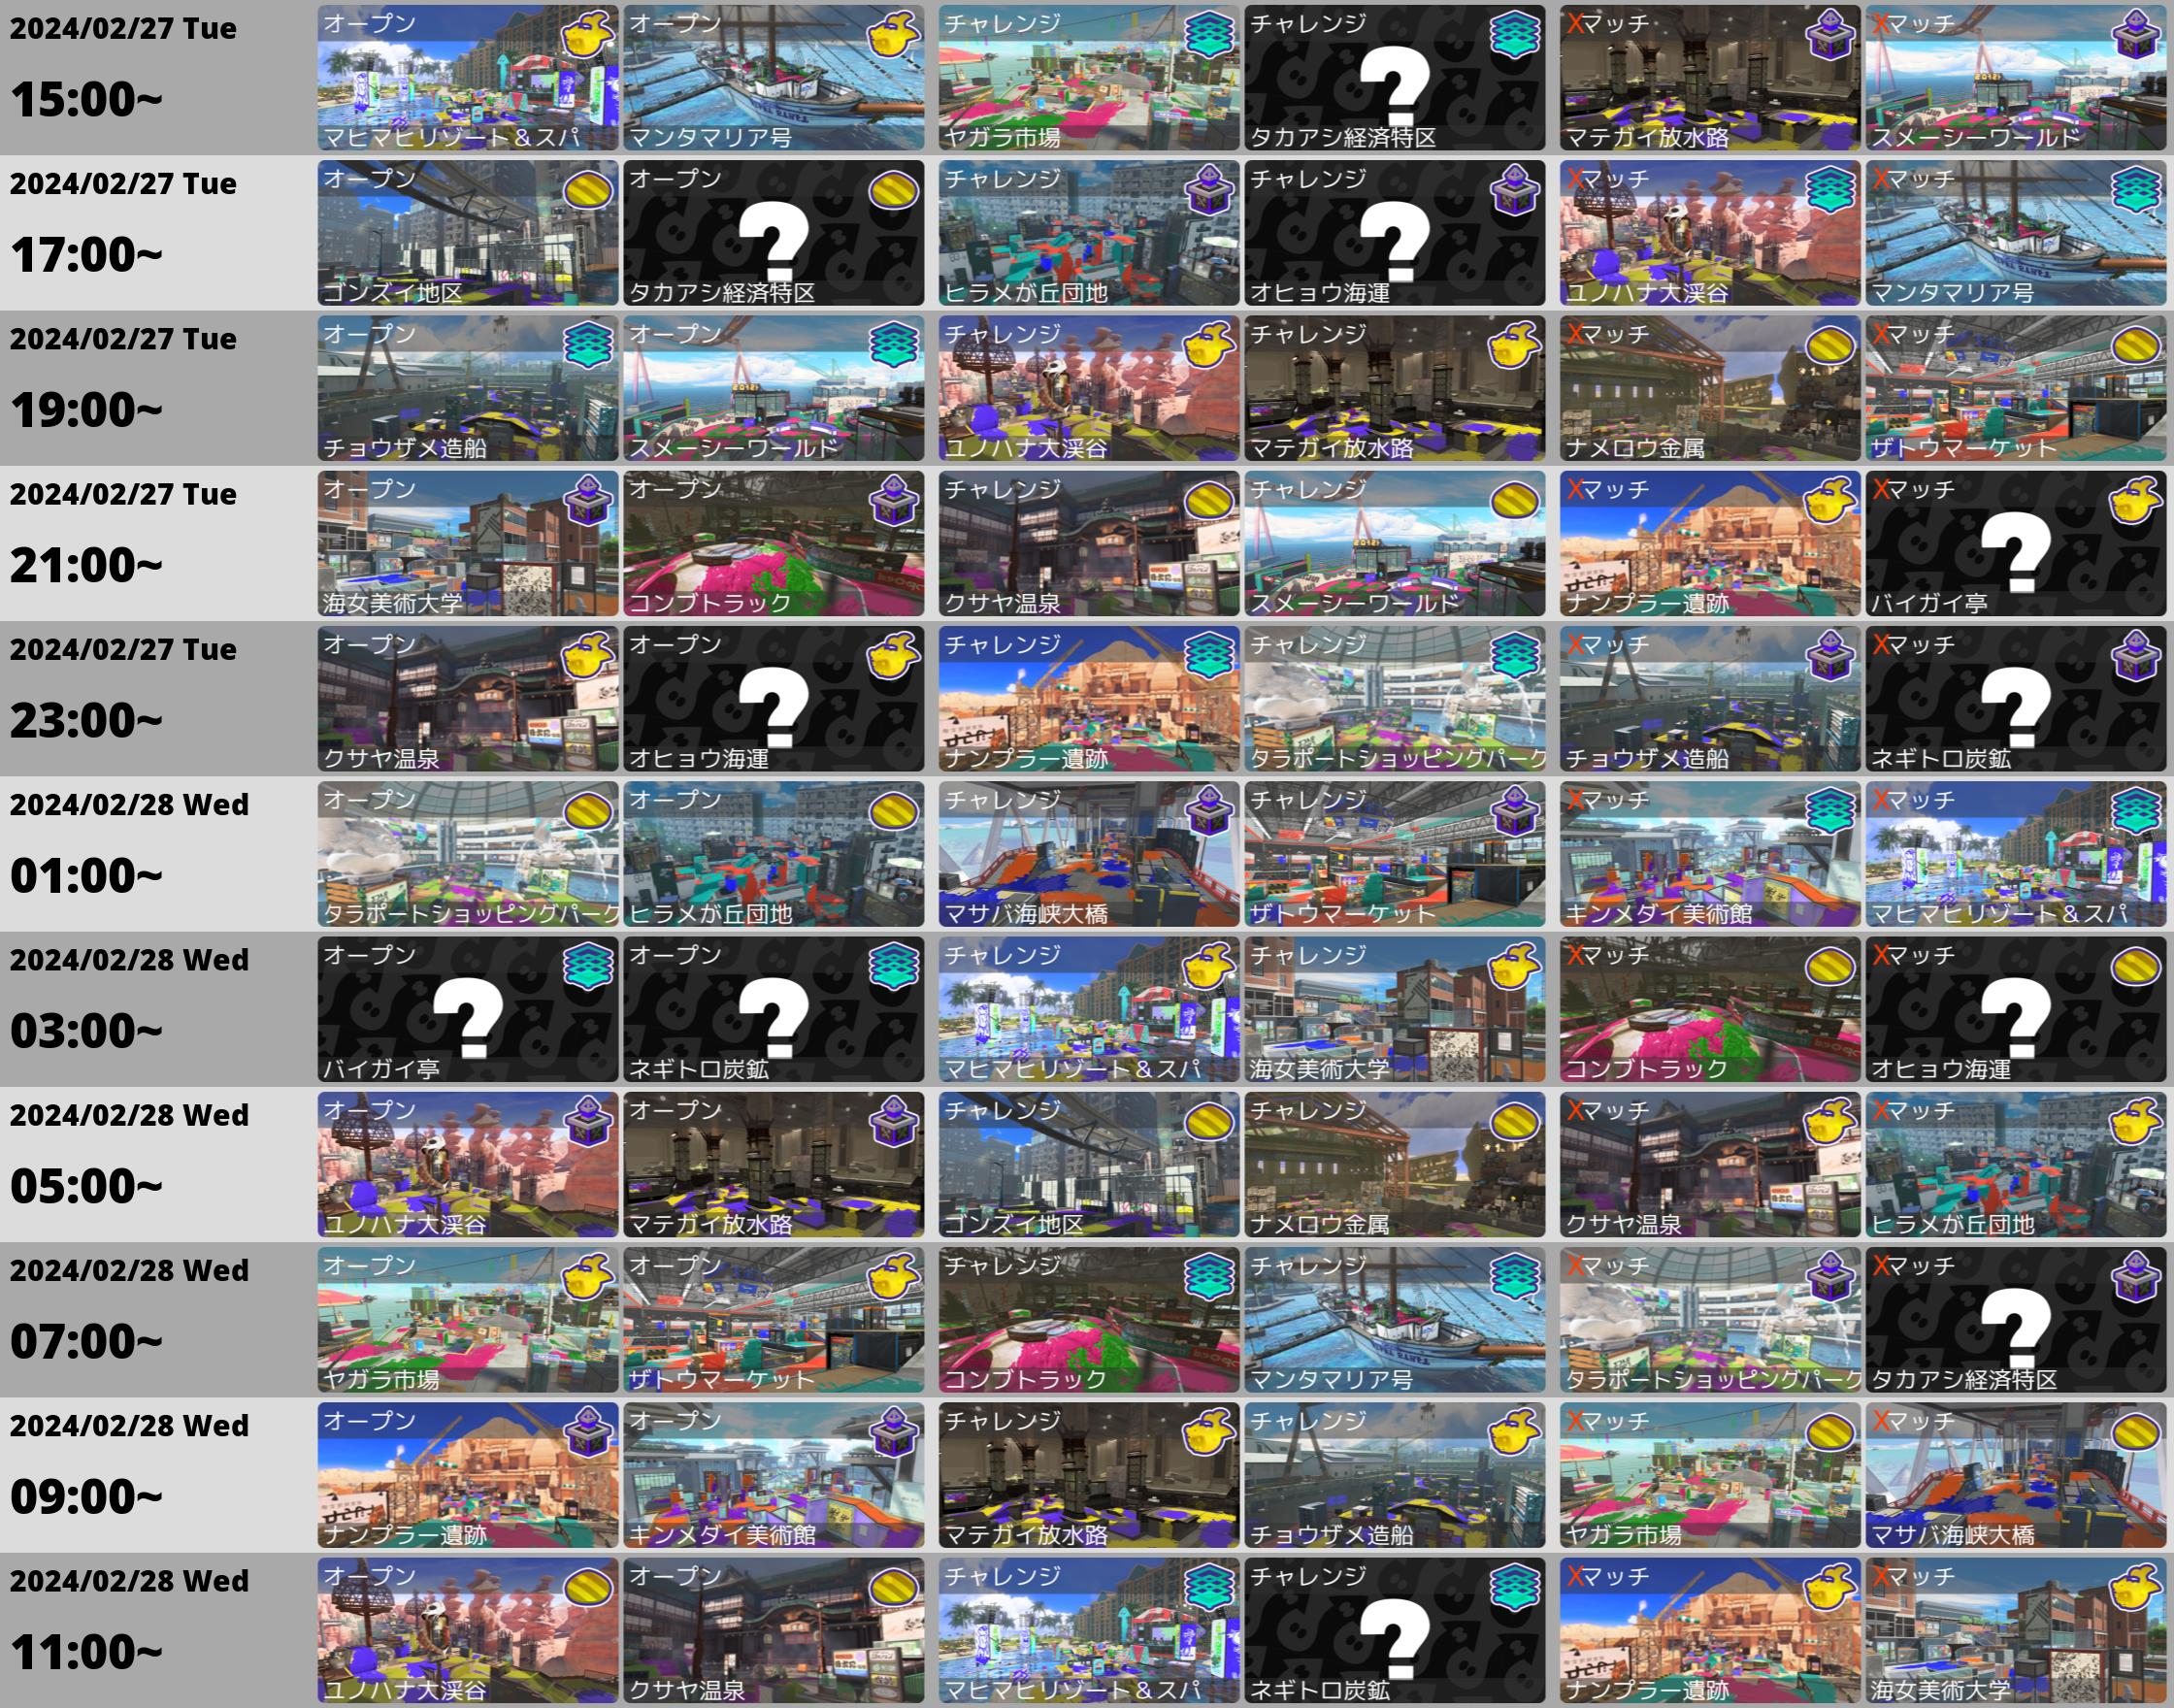 2024/02/27 Tue
15:00~
オープン オープン チャレンジ チャレンジ Xマッチ Xマッチ
マヒマヒリゾート＆スパ マンタマリア号 ヤガラ市場 タカアシ経済特区 マテガイ放水路 スメーシーワールド
2024/02/27 Tue
17:00~
オープン オープン チャレンジ チャレンジ Xマッチ Xマッチ
ゴンズイ地区 タカアシ経済特区 ヒラメが丘団地 オヒョウ海運 ユノハナ大渓谷 マンタマリア号
2024/02/27 Tue
19:00~
オープン オープン チャレンジ チャレンジ Xマッチ Xマッチ
チョウザメ造船 スメーシーワールド ユノハナ大渓谷 マテガイ放水路 ナメロウ金属 ザトウマーケット
2024/02/27 Tue
21:00~
オープン オープン チャレンジ チャレンジ Xマッチ Xマッチ
海女美術大学 コンブトラック クサヤ温泉 スメーシーワールド ナンプラー遺跡 バイガイ亭
2024/02/27 Tue
23:00~
オープン オープン チャレンジ チャレンジ Xマッチ Xマッチ
クサヤ温泉 オヒョウ海運 ナンプラー遺跡 タラポートショッピングパーク チョウザメ造船 ネギトロ炭鉱
2024/02/28 Wed
01:00~
オープン オープン チャレンジ チャレンジ Xマッチ Xマッチ
タラポートショッピングパーク ヒラメが丘団地 マサバ海峡大橋 ザトウマーケット キンメダイ美術館 マヒマヒリゾート＆スパ
2024/02/28 Wed
03:00~
オープン オープン チャレンジ チャレンジ Xマッチ Xマッチ
バイガイ亭 ネギトロ炭鉱 マヒマヒリゾート＆スパ 海女美術大学 コンブトラック オヒョウ海運
2024/02/28 Wed
05:00~
オープン オープン チャレンジ チャレンジ Xマッチ Xマッチ
ユノハナ大渓谷 マテガイ放水路 ゴンズイ地区 ナメロウ金属 クサヤ温泉 ヒラメが丘団地
2024/02/28 Wed
07:00~
オープン オープン チャレンジ チャレンジ Xマッチ Xマッチ
ヤガラ市場 ザトウマーケット コンブトラック マンタマリア号 タラポートショッピングパーク タカアシ経済特区
2024/02/28 Wed
09:00~
オープン オープン チャレンジ チャレンジ Xマッチ Xマッチ
ナンプラー遺跡 キンメダイ美術館 マテガイ放水路 チョウザメ造船 ヤガラ市場 マサバ海峡大橋
2024/02/28 Wed
11:00~
オープン オープン チャレンジ チャレンジ Xマッチ Xマッチ
ユノハナ大渓谷 クサヤ温泉 マヒマヒリゾート＆スパ ネギトロ炭鉱 ナンプラー遺跡 海女美術大学